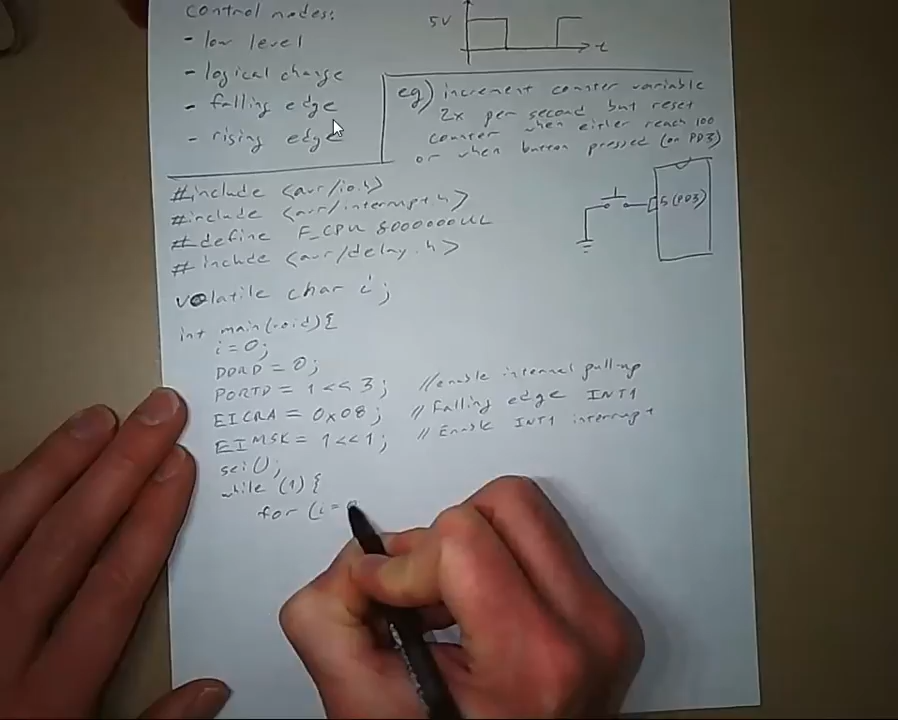 control modes:
- low level
- logical change
- falling edge
- rising edge
5V
t
eg) increment counter variable
2x per second but reset
counter when either reach 100
or when button pressed (on PD3)
#include <avr/io.h>
#include <avr/interrupt.h>
#define F_CPU 8000000UL
#include <avr/delay.h>
5 (PD3)
volatile char i;
int main(void){
i=0;
DDRD = 0;
PORTD = 1<<3; //enable internal pull-up
EICRA = 0x08; // Falling edge INT1
EIMSK = 1<<1; // Enable INT1 interrupt
sei();
while (1) {
for (i=0